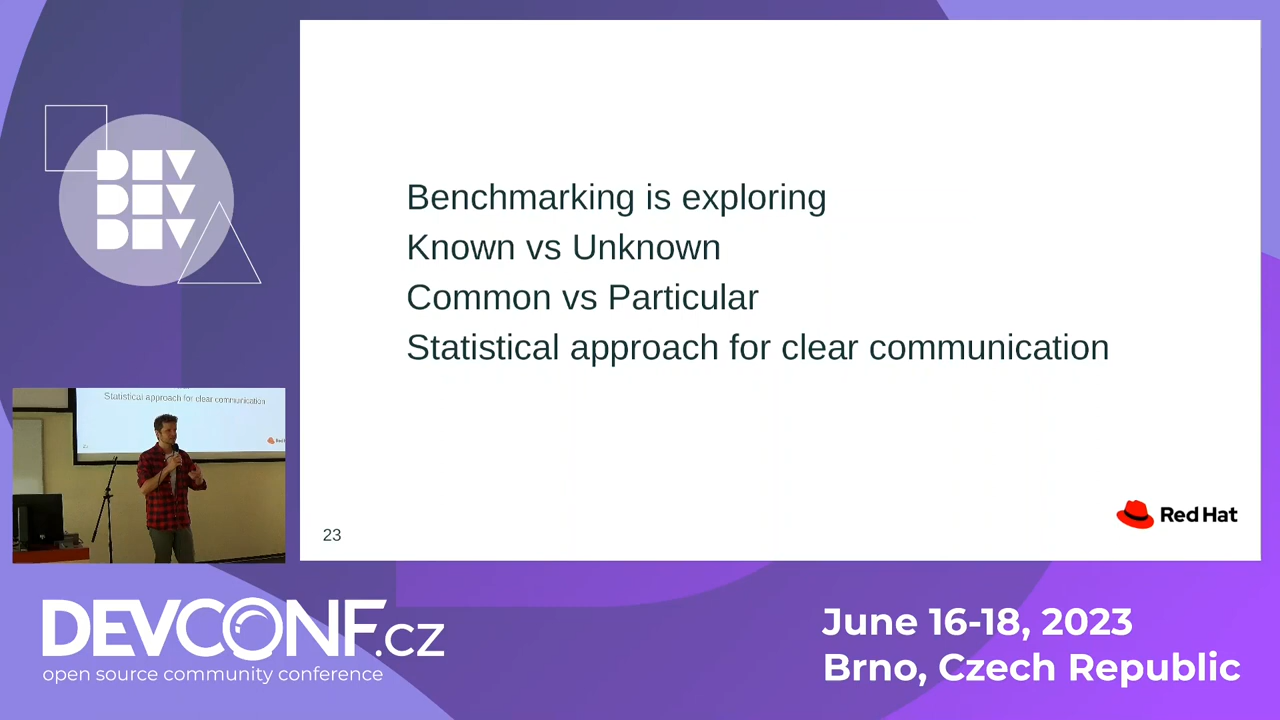 DEV
DEV
DEV
Benchmarking is exploring
Known vs Unknown
Common vs Particular
Statistical approach for clear communication
Red Hat
23
Statistical approach for clear communication
Red Hat
DEVCONF.cz
open source community conference
June 16-18, 2023
Brno, Czech Republic